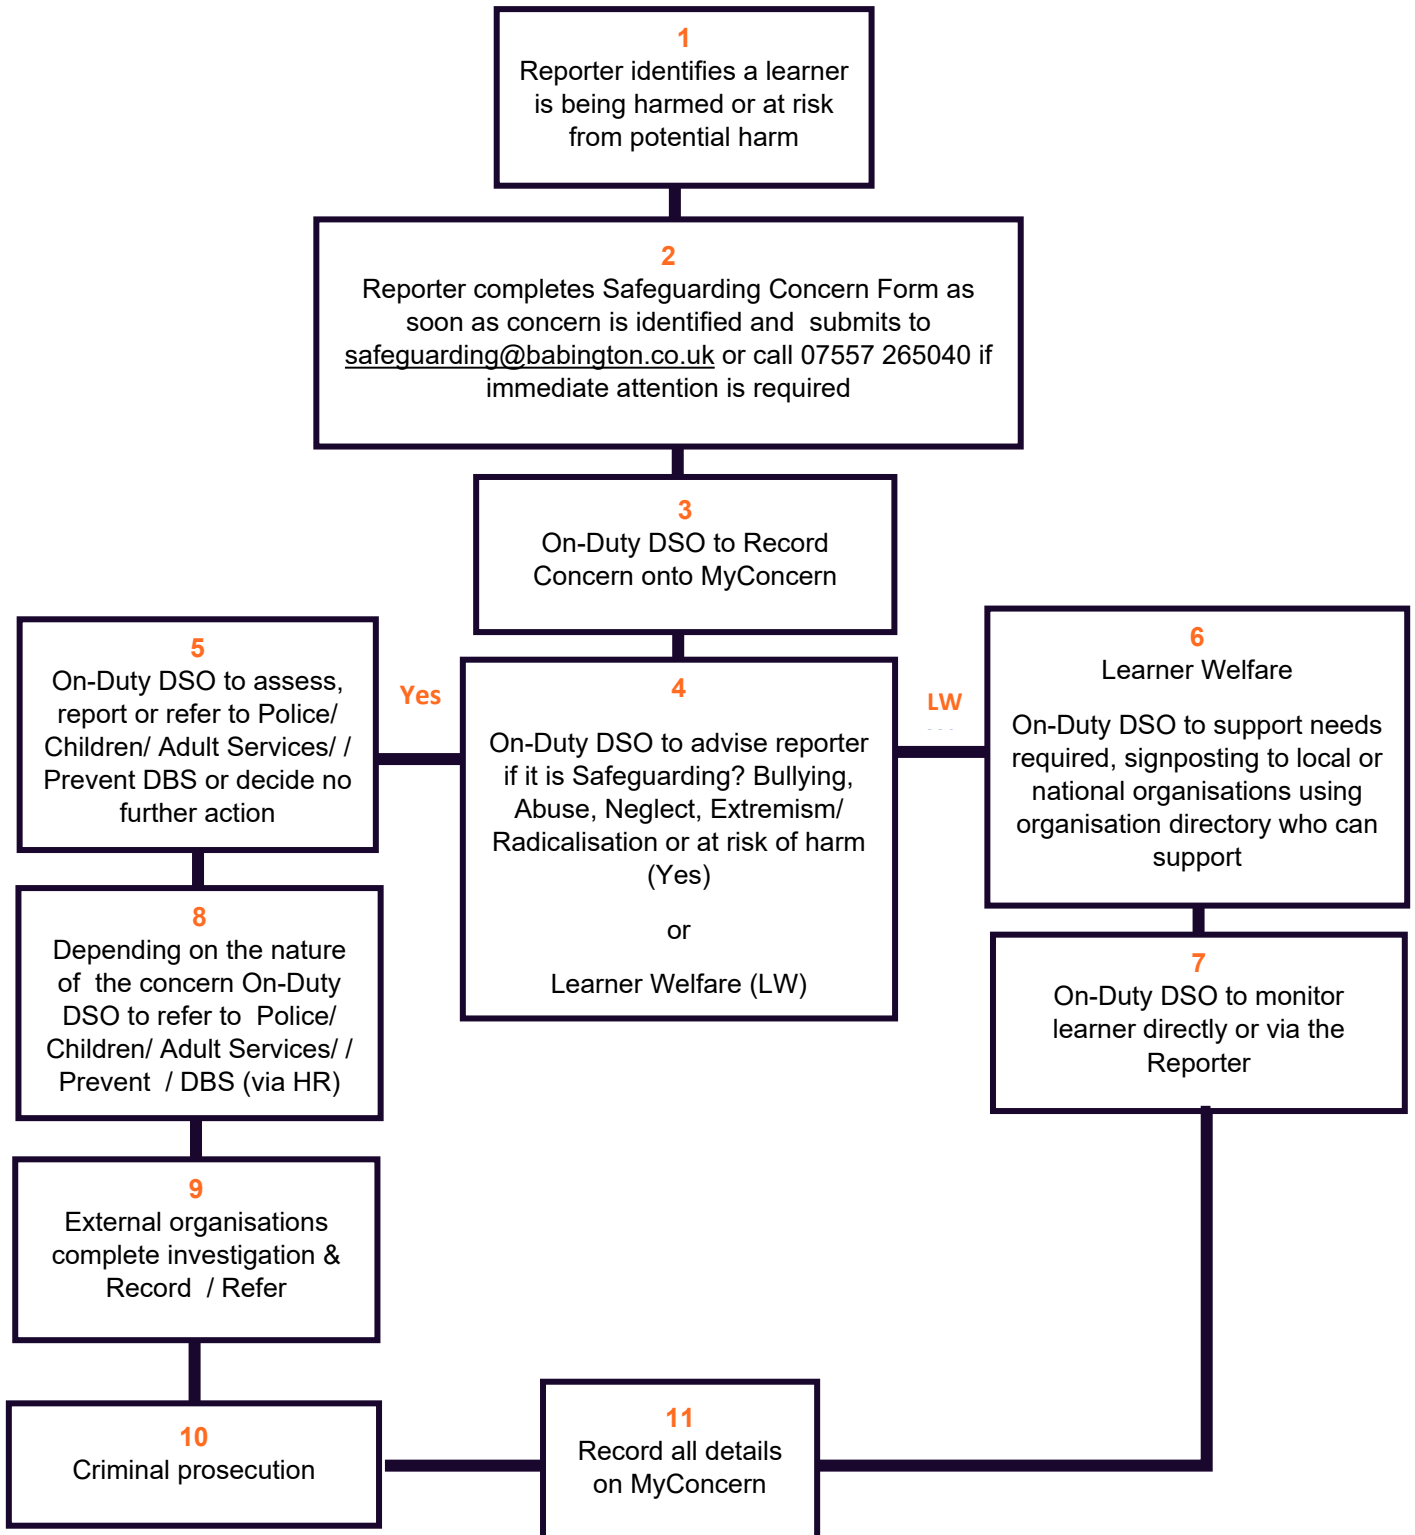 1
Reporter identifies a learner
is being harmed or at risk
from potential harm
2
Reporter completes Safeguarding Concern Form as
soon as concern is identified and  submits to
safeguarding@babington.co.uk or call 07557 265040 if
immediate attention is required
3
On-Duty DSO to Record
Concern onto MyConcern
4
On-Duty DSO to advise reporter
if it is Safeguarding? Bullying,
Abuse, Neglect, Extremism/
Radicalisation or at risk of harm
(Yes)
or
Learner Welfare (LW)
Yes
LW
5
On-Duty DSO to assess,
report or refer to Police/
Children/ Adult Services/ /
Prevent DBS or decide no
further action
6
Learner Welfare
On-Duty DSO to support needs
required, signposting to local or
national organisations using
organisation directory who can
support
7
On-Duty DSO to monitor
learner directly or via the
Reporter
8
Depending on the nature
of  the concern On-Duty
DSO to refer to  Police/
Children/ Adult Services/ /
Prevent  / DBS (via HR)
9
External organisations
complete investigation &
Record  / Refer
10
Criminal prosecution
11
Record all details
on MyConcern